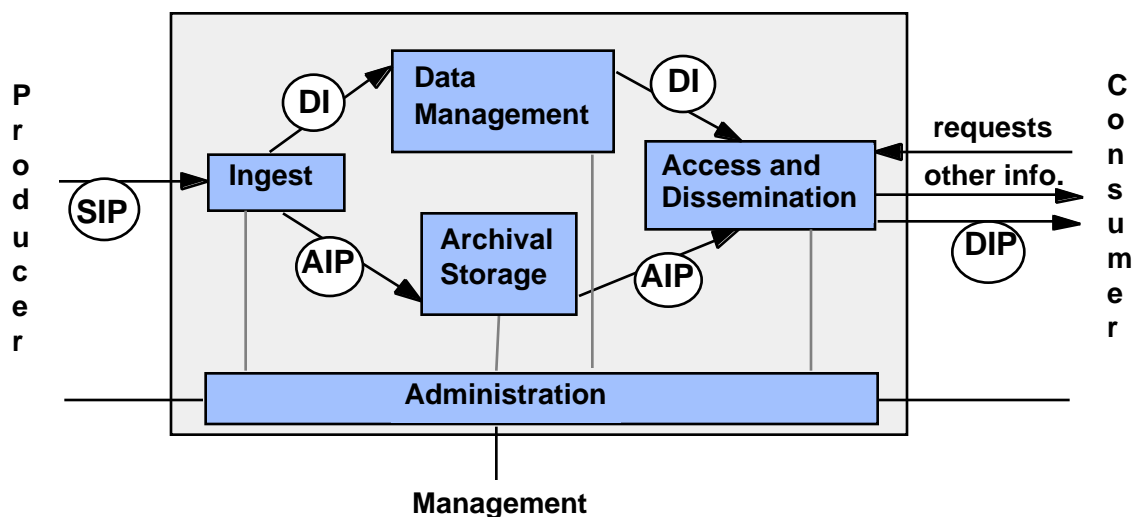 Producer
SIP
Ingest
DI
AIP
Data
Management
Archival
Storage
DI
AIP
Access and
Dissemination
requests
other info.
DIP
Consumer
Administration
Management